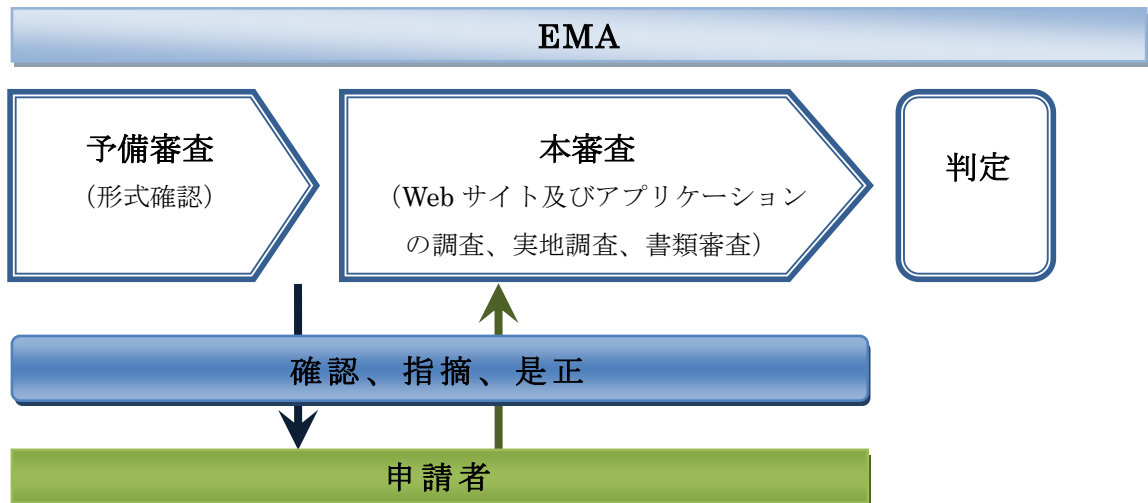 EMA
予備審査
（形式確認）
本審査
（Web サイト及びアプリケーション
の調査、実地調査、書類審査）
判定
確認、指摘、是正
申請者